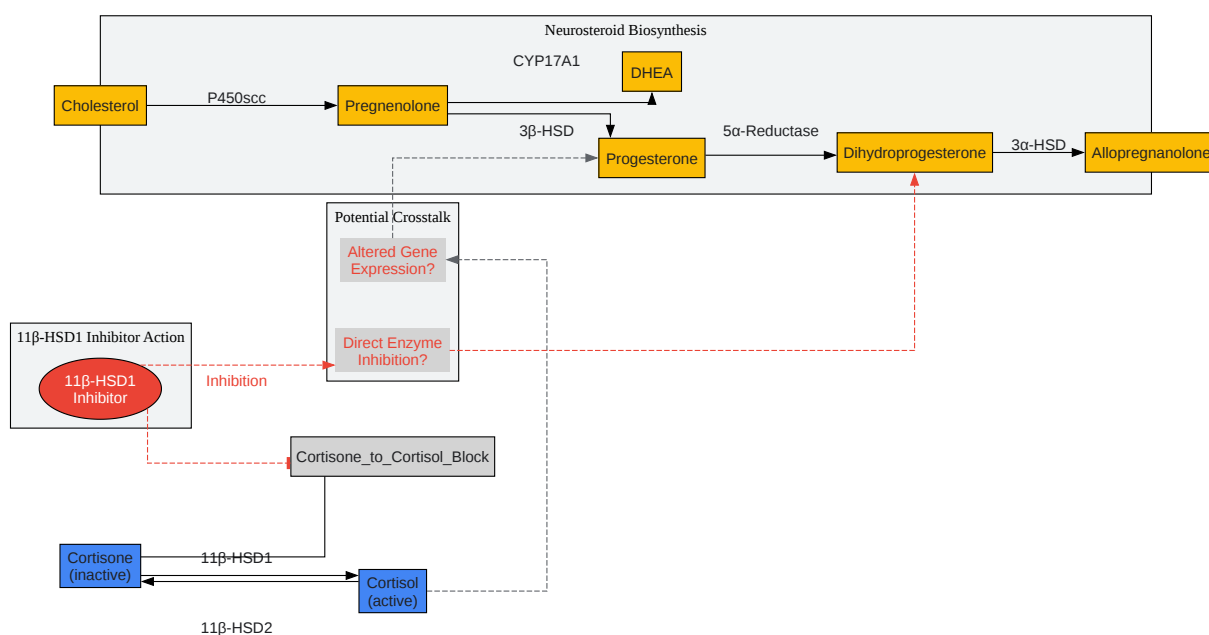 Neurosteroid Biosynthesis
CYP17A1
DHEA
Cholesterol
P450scc
Pregnenolone
3β-HSD
5α-Reductase
Progesterone
Dihydroprogesterone
3α-HSD
Allopregnanolone
Potential Crosstalk
Altered Gene
Expression?
11β-HSD1 Inhibitor Action
Direct Enzyme
Inhibition?
11β-HSD1
Inhibitor
Inhibition
Cortisone_to_Cortisol_Block
Cortisone
(inactive)
11β-HSD1
Cortisol
(active)
11β-HSD2